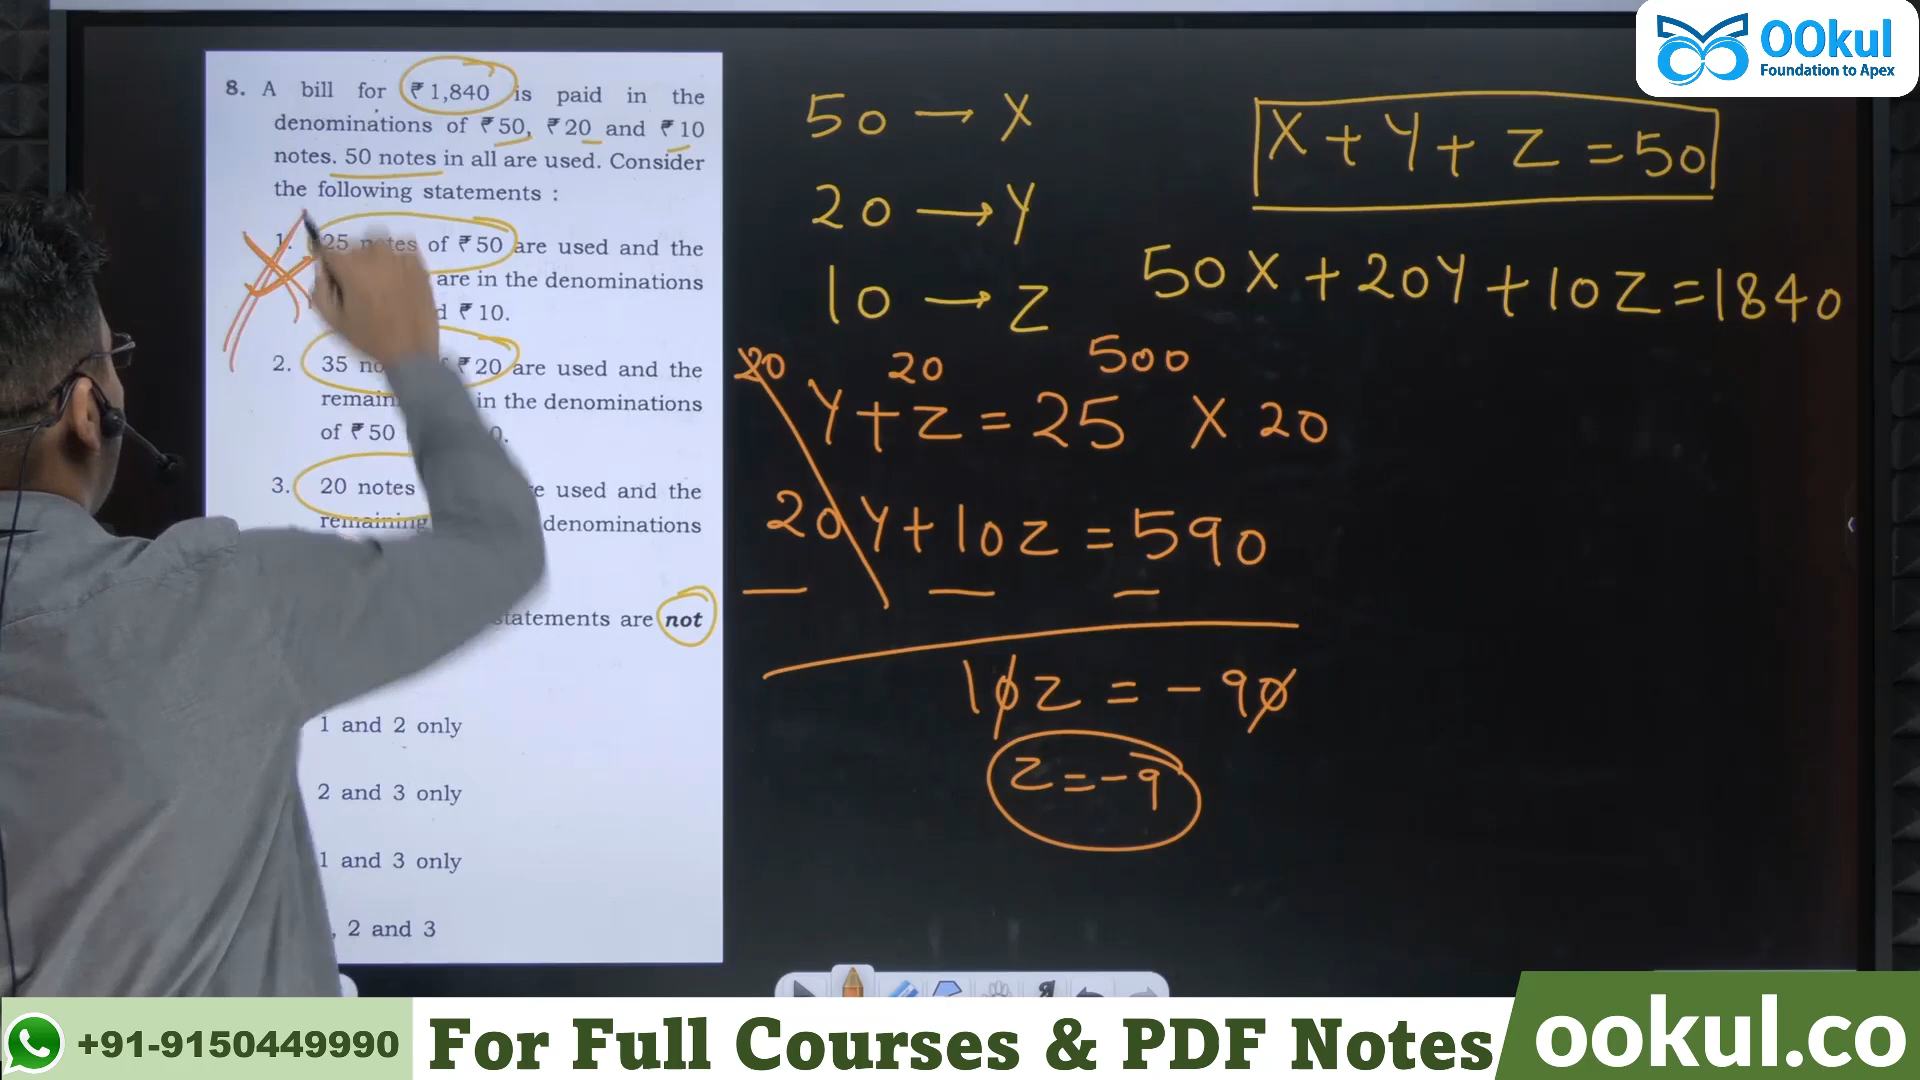 OOkul
Foundation to Apex
8. A bill for ₹1,840 is paid in the
denominations of ₹50, ₹20 and ₹10
notes. 50 notes in all are used. Consider
the following statements :
1. 25 notes of ₹50 are used and the
are in the denominations
₹10.
2. 35 ₹20 are used and the
in the denominations
of ₹50
3. 20 notes used and the
remaining denominations
statements are not
1 and 2 only
2 and 3 only
1 and 3 only
, 2 and 3
50 → X
20 → Y
10 → Z
X + Y + Z = 50
50X + 20Y + 10Z = 1840
20 20 500
Y + Z = 25 X 20
20Y + 10Z = 590
— — —
10Z = - 90
Z = - 9
+91-9150449990
For Full Courses & PDF Notes
ookul.co